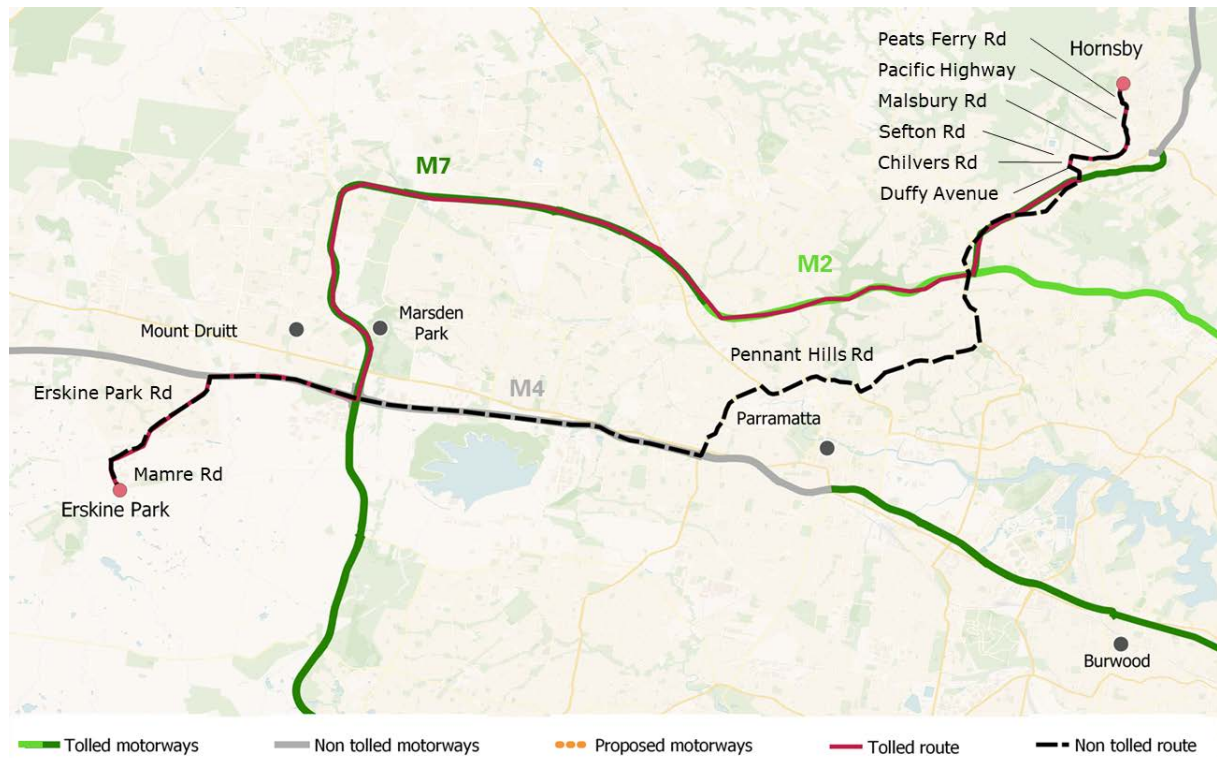 Peats Ferry Rd
Hornsby
Pacific Highway
Malsbury Rd
Sefton Rd
Chilvers Rd
Duffy Avenue
M7
M2
Marsden
Park
Mount Druitt
Pennant Hills Rd
Erskine Park Rd
M4
Parramatta
Mamre Rd
Erskine Park
Burwood
Tolled motorways
Non tolled motorways
Proposed motorways
Tolled route
Non tolled route